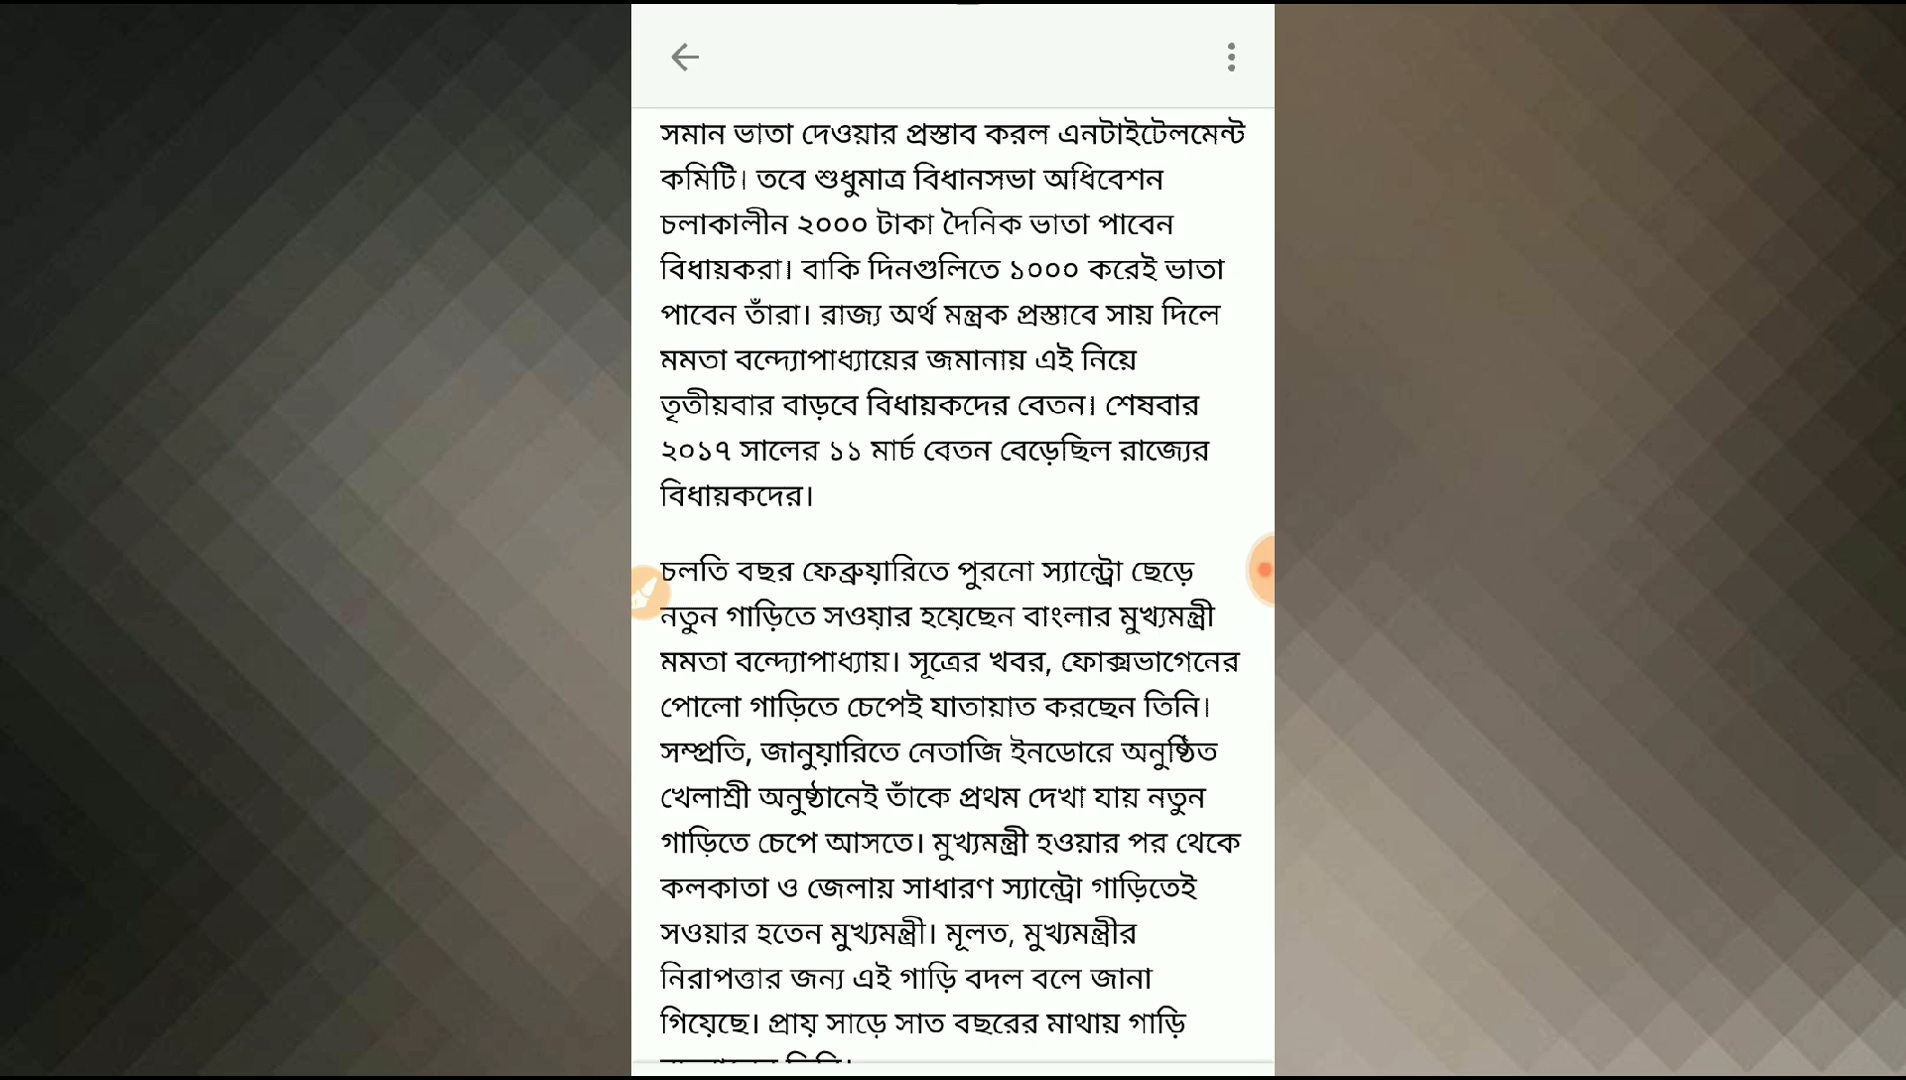 সমান ভাতা দেওয়ার প্রস্তাব করল এনটাইটেলমেন্ট
কমিটি। তবে শুধুমাত্র বিধানসভা অধিবেশন
চলাকালীন ২০০০ টাকা দৈনিক ভাতা পাবেন
বিধায়করা। বাকি দিনগুলিতে ১০০০ করেই ভাতা
পাবেন তাঁরা। রাজ্য অর্থ মন্ত্রক প্রস্তাবে সায় দিলে
মমতা বন্দ্যোপাধ্যায়ের জমানায় এই নিয়ে
তৃতীয়বার বাড়বে বিধায়কদের বেতন। শেষবার
২০১৭ সালের ১১ মার্চ বেতন বেড়েছিল রাজ্যের
বিধায়কদের।
চলতি বছর ফেব্রুয়ারিতে পুরনো স্যান্ট্রো ছেড়ে
নতুন গাড়িতে সওয়ার হয়েছেন বাংলার মুখ্যমন্ত্রী
মমতা বন্দ্যোপাধ্যায়। সূত্রের খবর, ফোক্সভাগেনের
পোলো গাড়িতে চেপেই যাতায়াত করছেন তিনি।
সম্প্রতি, জানুয়ারিতে নেতাজি ইনডোরে অনুষ্ঠিত
খেলাশ্রী অনুষ্ঠানেই তাঁকে প্রথম দেখা যায় নতুন
গাড়িতে চেপে আসতে। মুখ্যমন্ত্রী হওয়ার পর থেকে
কলকাতা ও জেলায় সাধারণ স্যান্ট্রো গাড়িতেই
সওয়ার হতেন মুখ্যমন্ত্রী। মূলত, মুখ্যমন্ত্রীর
নিরাপত্তার জন্য এই গাড়ি বদল বলে জানা
গিয়েছে। প্রায় সাড়ে সাত বছরের মাথায় গাড়ি